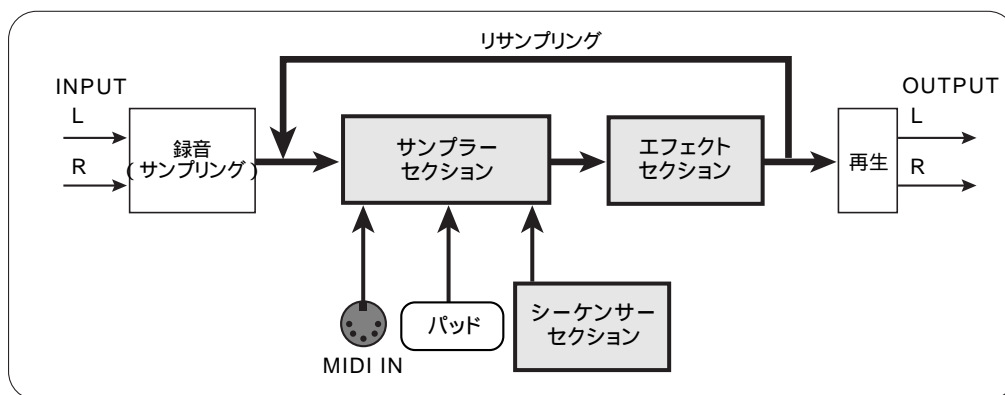 リサンプリング
INPUT
L
R
録音
(サンプリング)
サンプラー
セクション
エフェクト
セクション
再生
OUTPUT
L
R
MIDI IN
パッド
シーケンサー
セクション